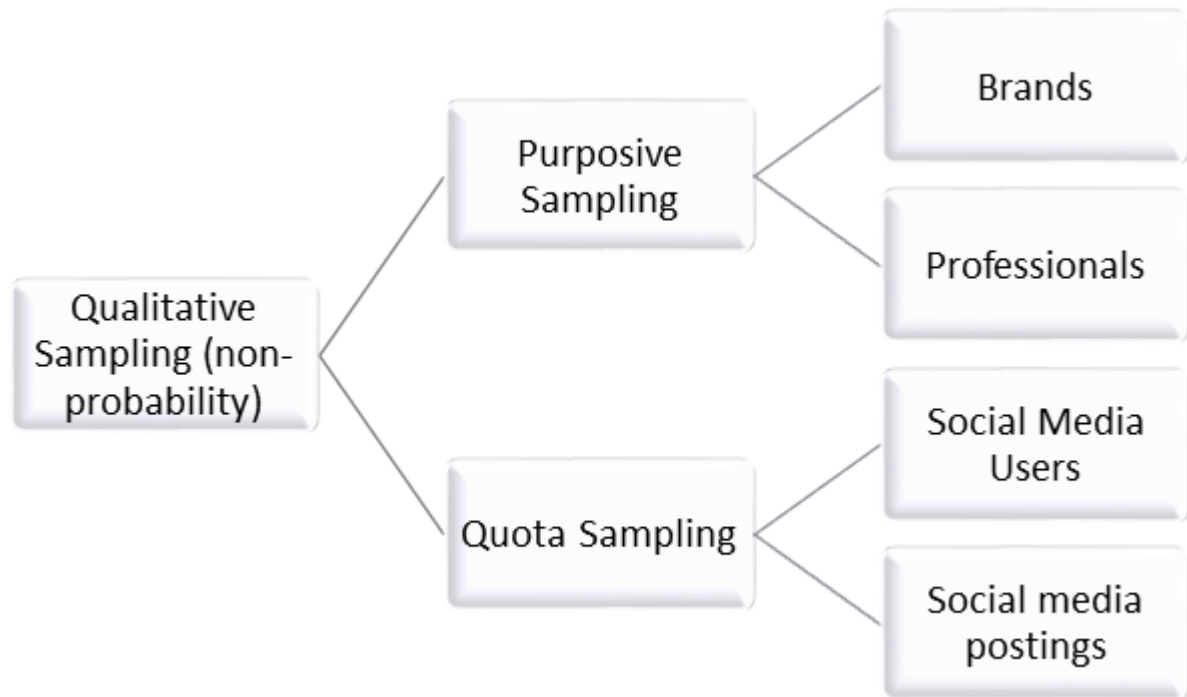 Qualitative
Sampling (non-
probability)
Purposive
Sampling
Quota Sampling
Brands
Professionals
Social Media
Users
Social media
postings